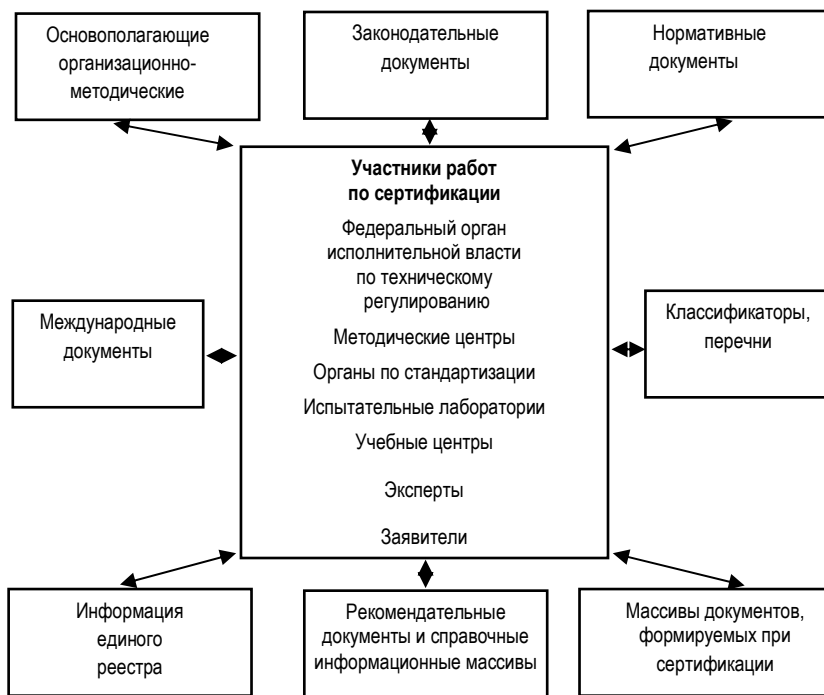 Основополагающие
организационно-
методические
Законодательные
документы
Нормативные
документы
Участники работ
по сертификации
Федеральный орган
исполнительной власти
по техническому
регулированию
Методические центры
Органы по стандартизации
Испытательные лаборатории
Учебные центры
Эксперты
Заявители
Международные
документы
Классификаторы,
перечни
Информация
единого
реестра
Рекомендательные
документы и справочные
информационные массивы
Массивы документов,
формируемых при
сертификации